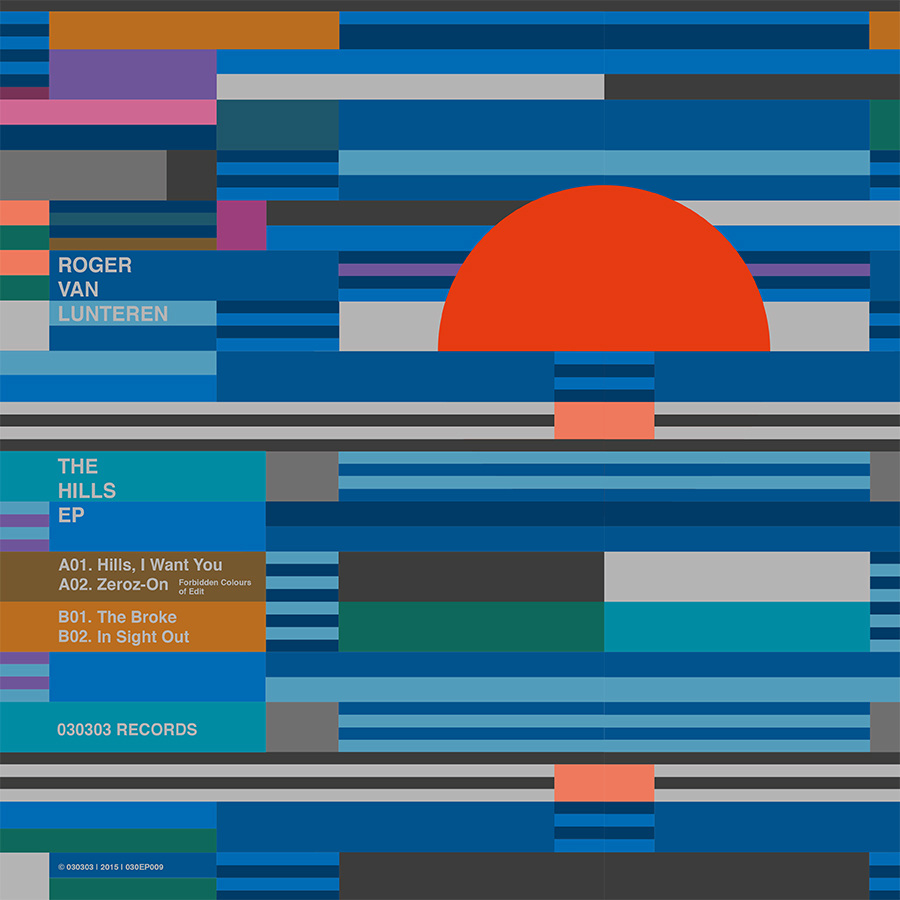 ROGER
VAN
LUNTEREN
THE
HILLS
EP
A01. Hills, I Want You
A02. Zeroz-On Forbidden Colours
of Edit
B01. The Broke
B02. In Sight Out
030303 RECORDS
© 030303 | 2015 | 030EP009